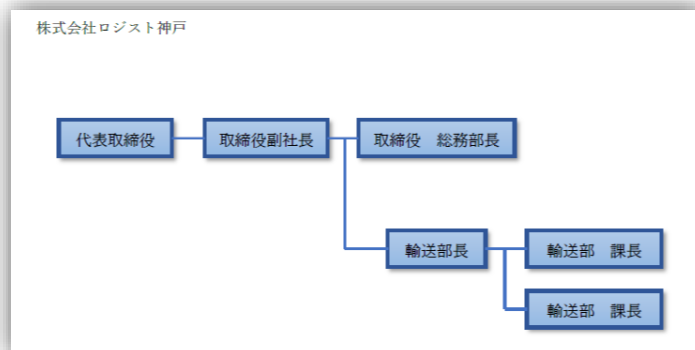 株式会社ロジスト神戸
代表取締役
取締役副社長
取締役　総務部長
輸送部長
輸送部　課長
輸送部　課長